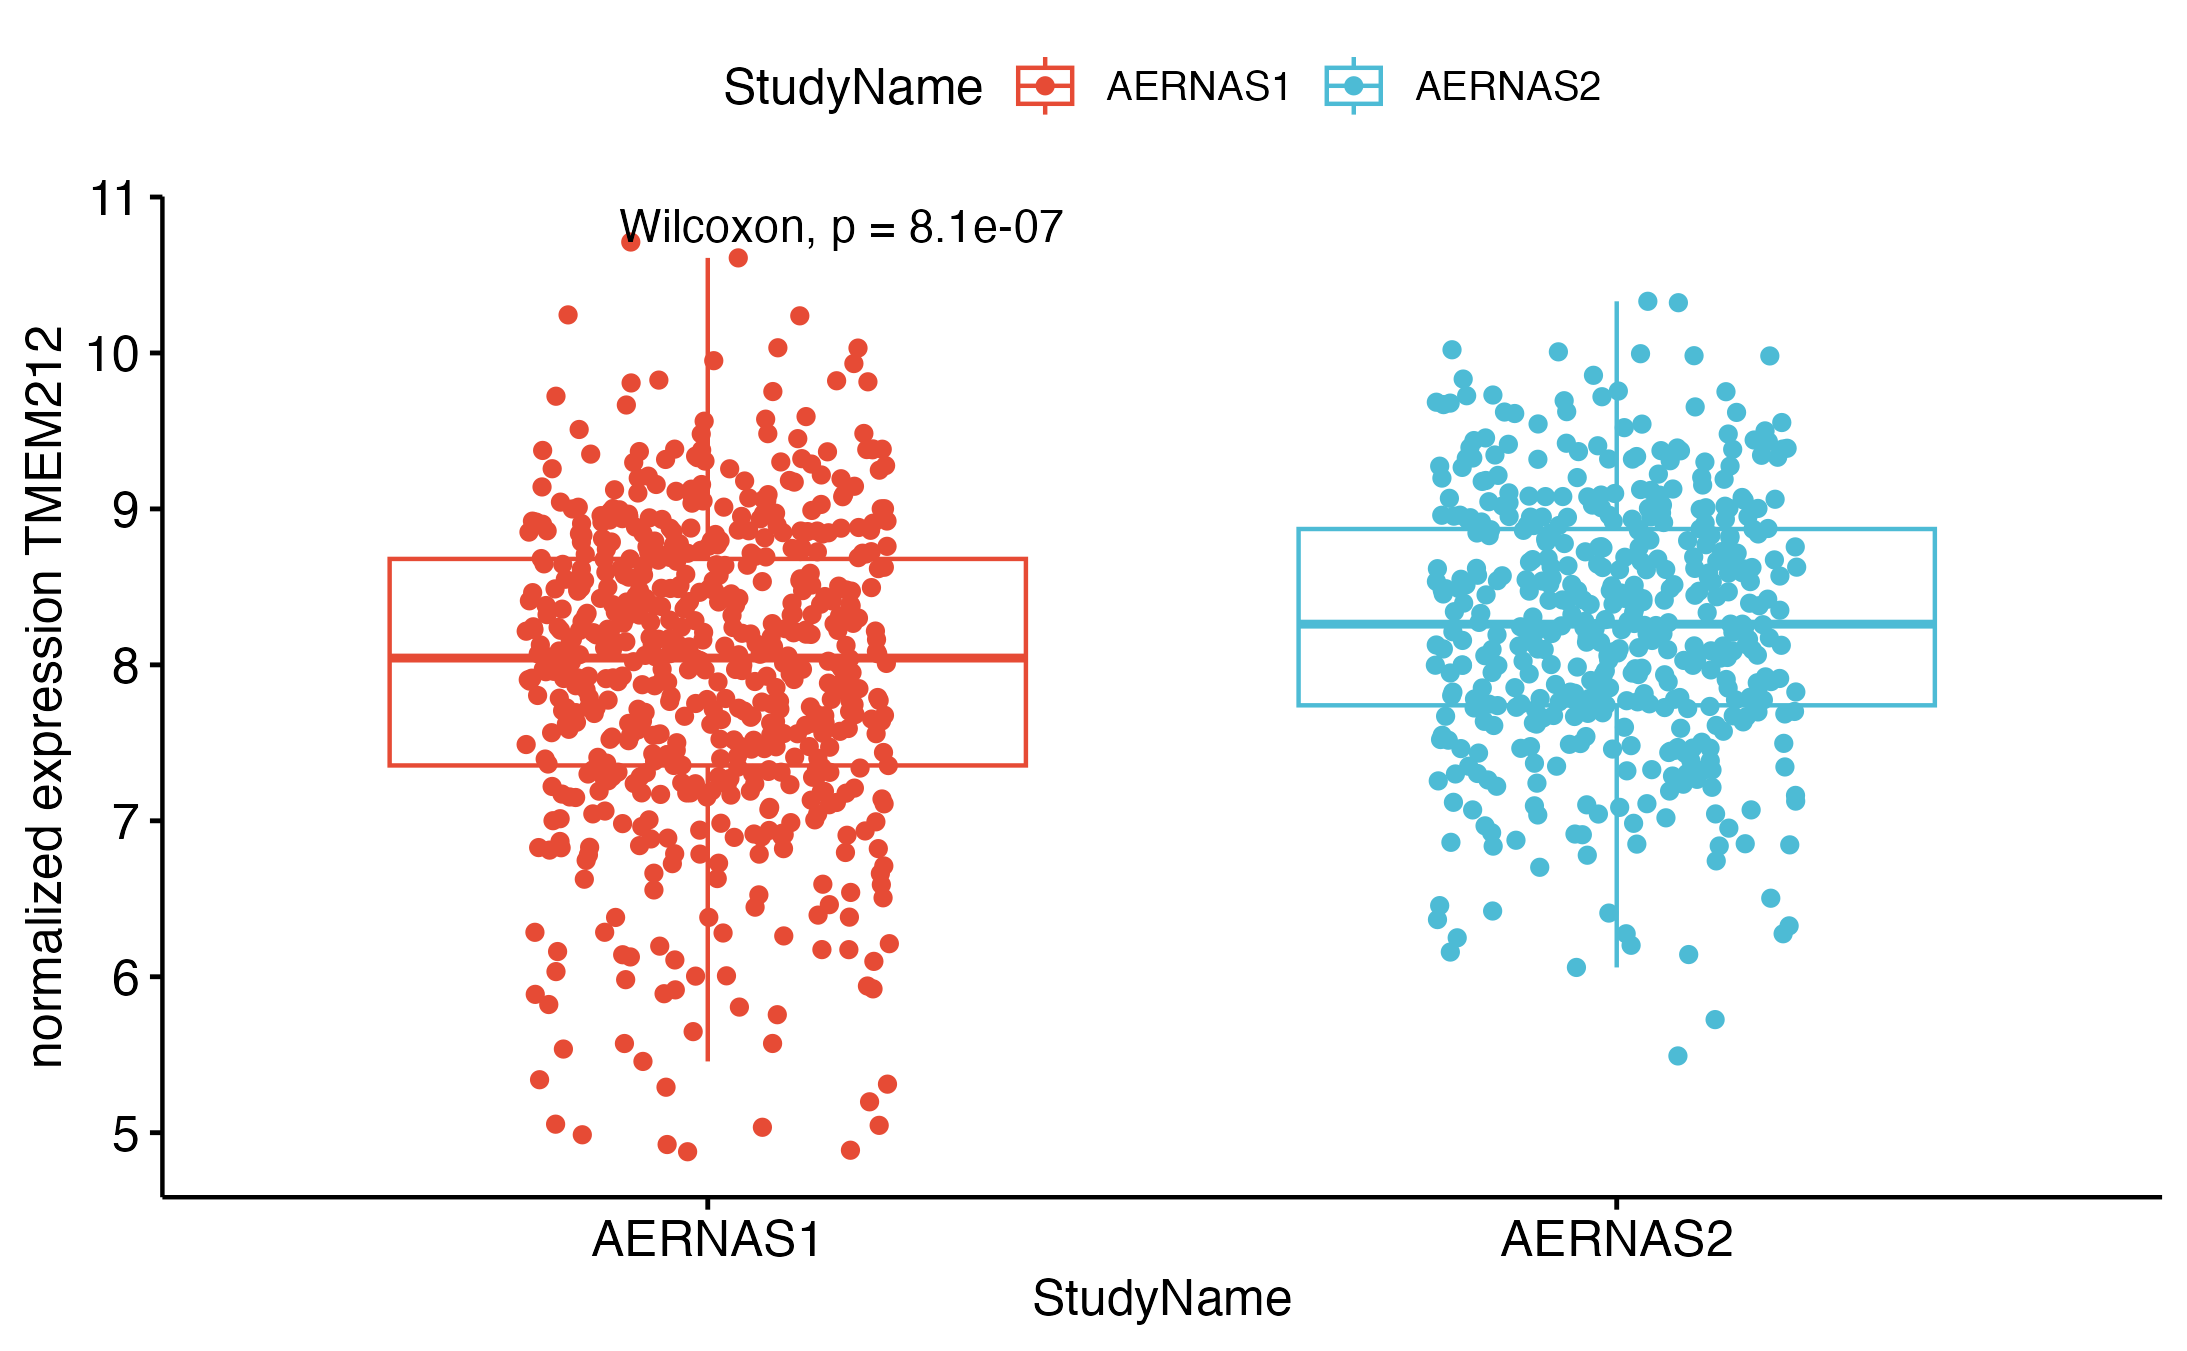 StudyName AERNAS1 AERNAS2
Wilcoxon, p = 8.1e-07
normalized expression TMEM212
11
10
9
8
7
6
5
AERNAS1 AERNAS2
StudyName